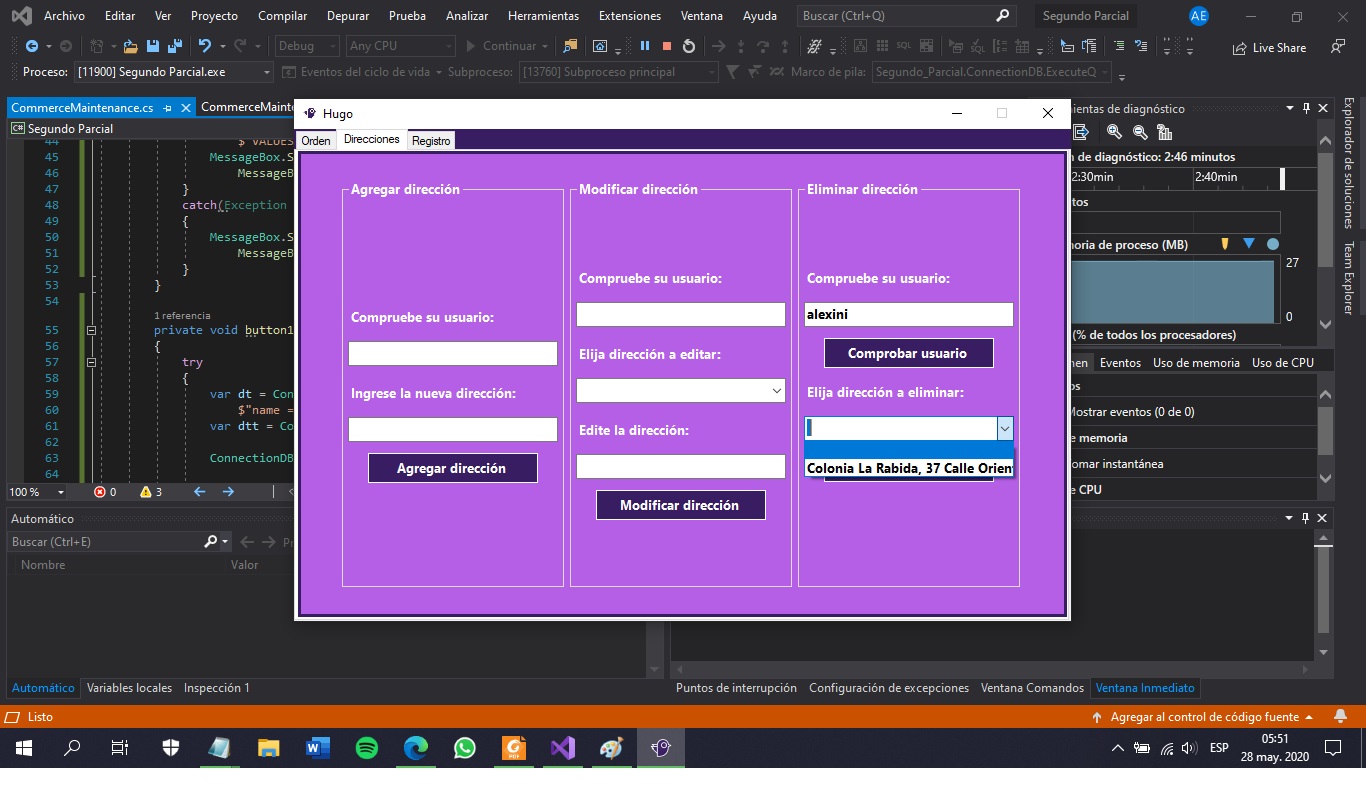 Archivo Editar Ver Proyecto Compilar Depurar Prueba Analizar Herramientas Extensiones Ventana Ayuda Buscar (Ctrl+Q) Segundo Parcial AE
Debug Any CPU Continuar SQL Live Share
Proceso: [11900] Segundo Parcial.exe Eventos del ciclo de vida Subproceso: [13760] Subproceso principal Marco de pila: Segundo_Parcial.ConnectionDB.ExecuteQ
CommerceMaintenance.cs CommerceMainte
C# Segundo Parcial
44 $"VALUES
45 MessageBox.S
46 MessageB
47 }
48 catch(Exception
49 {
50 MessageBox.S
51 MessageB
52 }
53 }
54
1 referencia
55 private void button1
56 {
57 try
58 {
59 var dt = Con
60 $"name =
61 var dtt = Co
62
63 ConnectionDB
64
100 % 0 3
Hugo
Orden Direcciones Registro
Agregar dirección
Compruebe su usuario:
Ingrese la nueva dirección:
Agregar dirección
Modificar dirección
Compruebe su usuario:
Elija dirección a editar:
Edite la dirección:
Modificar dirección
Eliminar dirección
Compruebe su usuario:
alexini
Comprobar usuario
Elija dirección a eliminar:
Colonia La Rabida, 37 Calle Orien
ientas de diagnóstico
n de diagnóstico: 2:46 minutos
2:30min 2:40min
tos
oria de proceso (MB)
27
0
(% de todos los procesadores)
men Eventos Uso de memoria Uso de CPU
os
Mostrar eventos (0 de 0)
e memoria
omar instantánea
e CPU
Explorador de soluciones
Team Explorer
Automático
Buscar (Ctrl+E) Pr
Nombre Valor
Automático Variables locales Inspección 1
Puntos de interrupción Configuración de excepciones Ventana Comandos Ventana Inmediato
Listo Agregar al control de código fuente
ESP 05:51
28 may. 2020